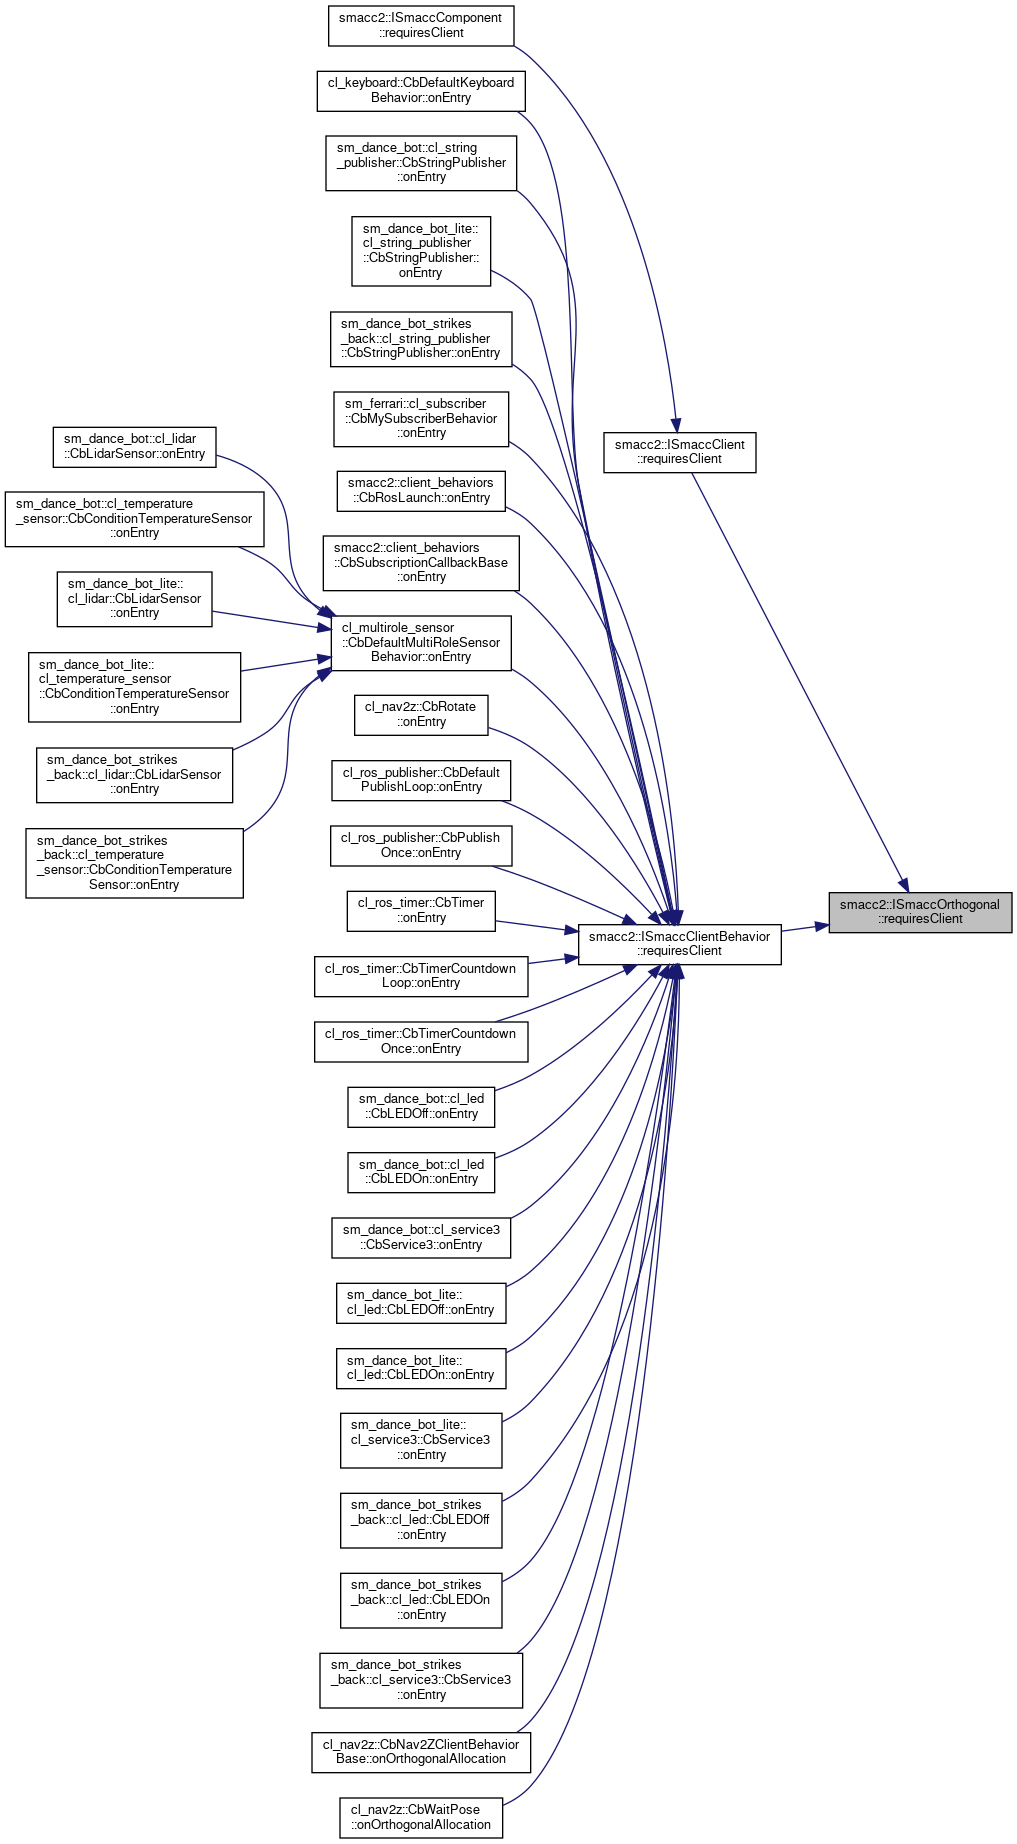 smacc2::ISmaccComponent
::requiresClient
cl_keyboard::CbDefaultKeyboard
Behavior::onEntry
sm_dance_bot::cl_string
_publisher::CbStringPublisher
::onEntry
sm_dance_bot_lite::
cl_string_publisher
::CbStringPublisher::
onEntry
sm_dance_bot_strikes
_back::cl_string_publisher
::CbStringPublisher::onEntry
sm_ferrari::cl_subscriber
::CbMySubscriberBehavior
::onEntry
smacc2::client_behaviors
::CbRosLaunch::onEntry
smacc2::client_behaviors
::CbSubscriptionCallbackBase
::onEntry
cl_multirole_sensor
::CbDefaultMultiRoleSensor
Behavior::onEntry
sm_dance_bot::cl_lidar
::CbLidarSensor::onEntry
sm_dance_bot::cl_temperature
_sensor::CbConditionTemperatureSensor
::onEntry
sm_dance_bot_lite::
cl_lidar::CbLidarSensor
::onEntry
sm_dance_bot_lite::
cl_temperature_sensor
::CbConditionTemperatureSensor
::onEntry
sm_dance_bot_strikes
_back::cl_lidar::CbLidarSensor
::onEntry
sm_dance_bot_strikes
_back::cl_temperature
_sensor::CbConditionTemperature
Sensor::onEntry
cl_nav2z::CbRotate
::onEntry
cl_ros_publisher::CbDefault
PublishLoop::onEntry
cl_ros_publisher::CbPublish
Once::onEntry
cl_ros_timer::CbTimer
::onEntry
cl_ros_timer::CbTimerCountdown
Loop::onEntry
cl_ros_timer::CbTimerCountdown
Once::onEntry
sm_dance_bot::cl_led
::CbLEDOff::onEntry
sm_dance_bot::cl_led
::CbLEDOn::onEntry
sm_dance_bot::cl_service3
::CbService3::onEntry
sm_dance_bot_lite::
cl_led::CbLEDOff::onEntry
sm_dance_bot_lite::
cl_led::CbLEDOn::onEntry
sm_dance_bot_lite::
cl_service3::CbService3
::onEntry
sm_dance_bot_strikes
_back::cl_led::CbLEDOff
::onEntry
sm_dance_bot_strikes
_back::cl_led::CbLEDOn
::onEntry
sm_dance_bot_strikes
_back::cl_service3::CbService3
::onEntry
cl_nav2z::CbNav2ZClientBehavior
Base::onOrthogonalAllocation
cl_nav2z::CbWaitPose
::onOrthogonalAllocation
smacc2::ISmaccClient
::requiresClient
smacc2::ISmaccClientBehavior
::requiresClient
smacc2::ISmaccOrthogonal
::requiresClient